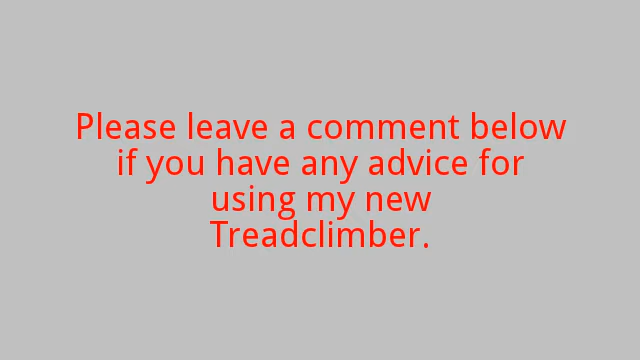 Please leave a comment below
if you have any advice for
using my new
Treadclimber.